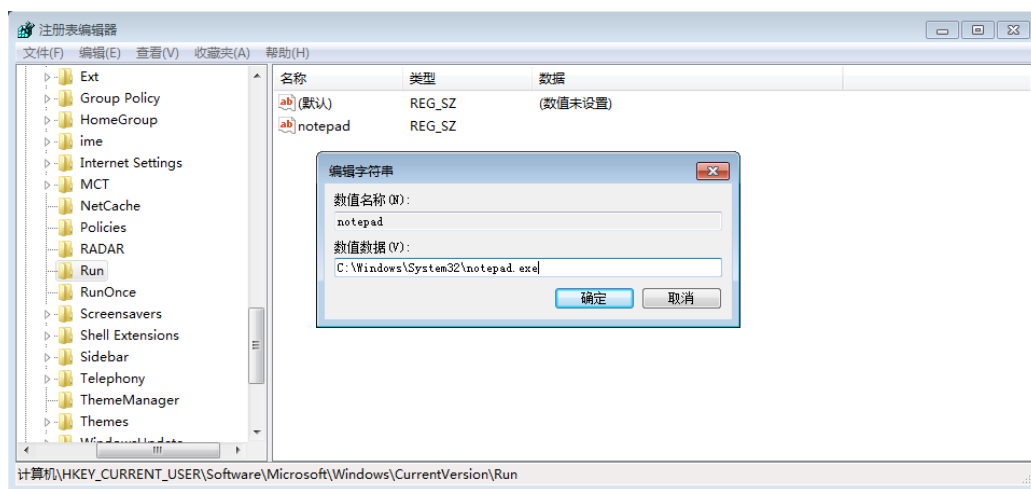 注册表编辑器
文件(F) 编辑(E) 查看(V) 收藏夹(A) 帮助(H)
Ext
Group Policy
HomeGroup
ime
Internet Settings
MCT
NetCache
Policies
RADAR
Run
RunOnce
Screensavers
Shell Extensions
Sidebar
Telephony
ThemeManager
Themes
WindowsUpdate
名称 类型 数据
ab (默认) REG_SZ (数值未设置)
ab notepad REG_SZ
编辑字符串
数值名称(N):
notepad
数值数据(V):
C:\Windows\System32\notepad.exe
确定 取消
计算机\HKEY_CURRENT_USER\Software\Microsoft\Windows\CurrentVersion\Run